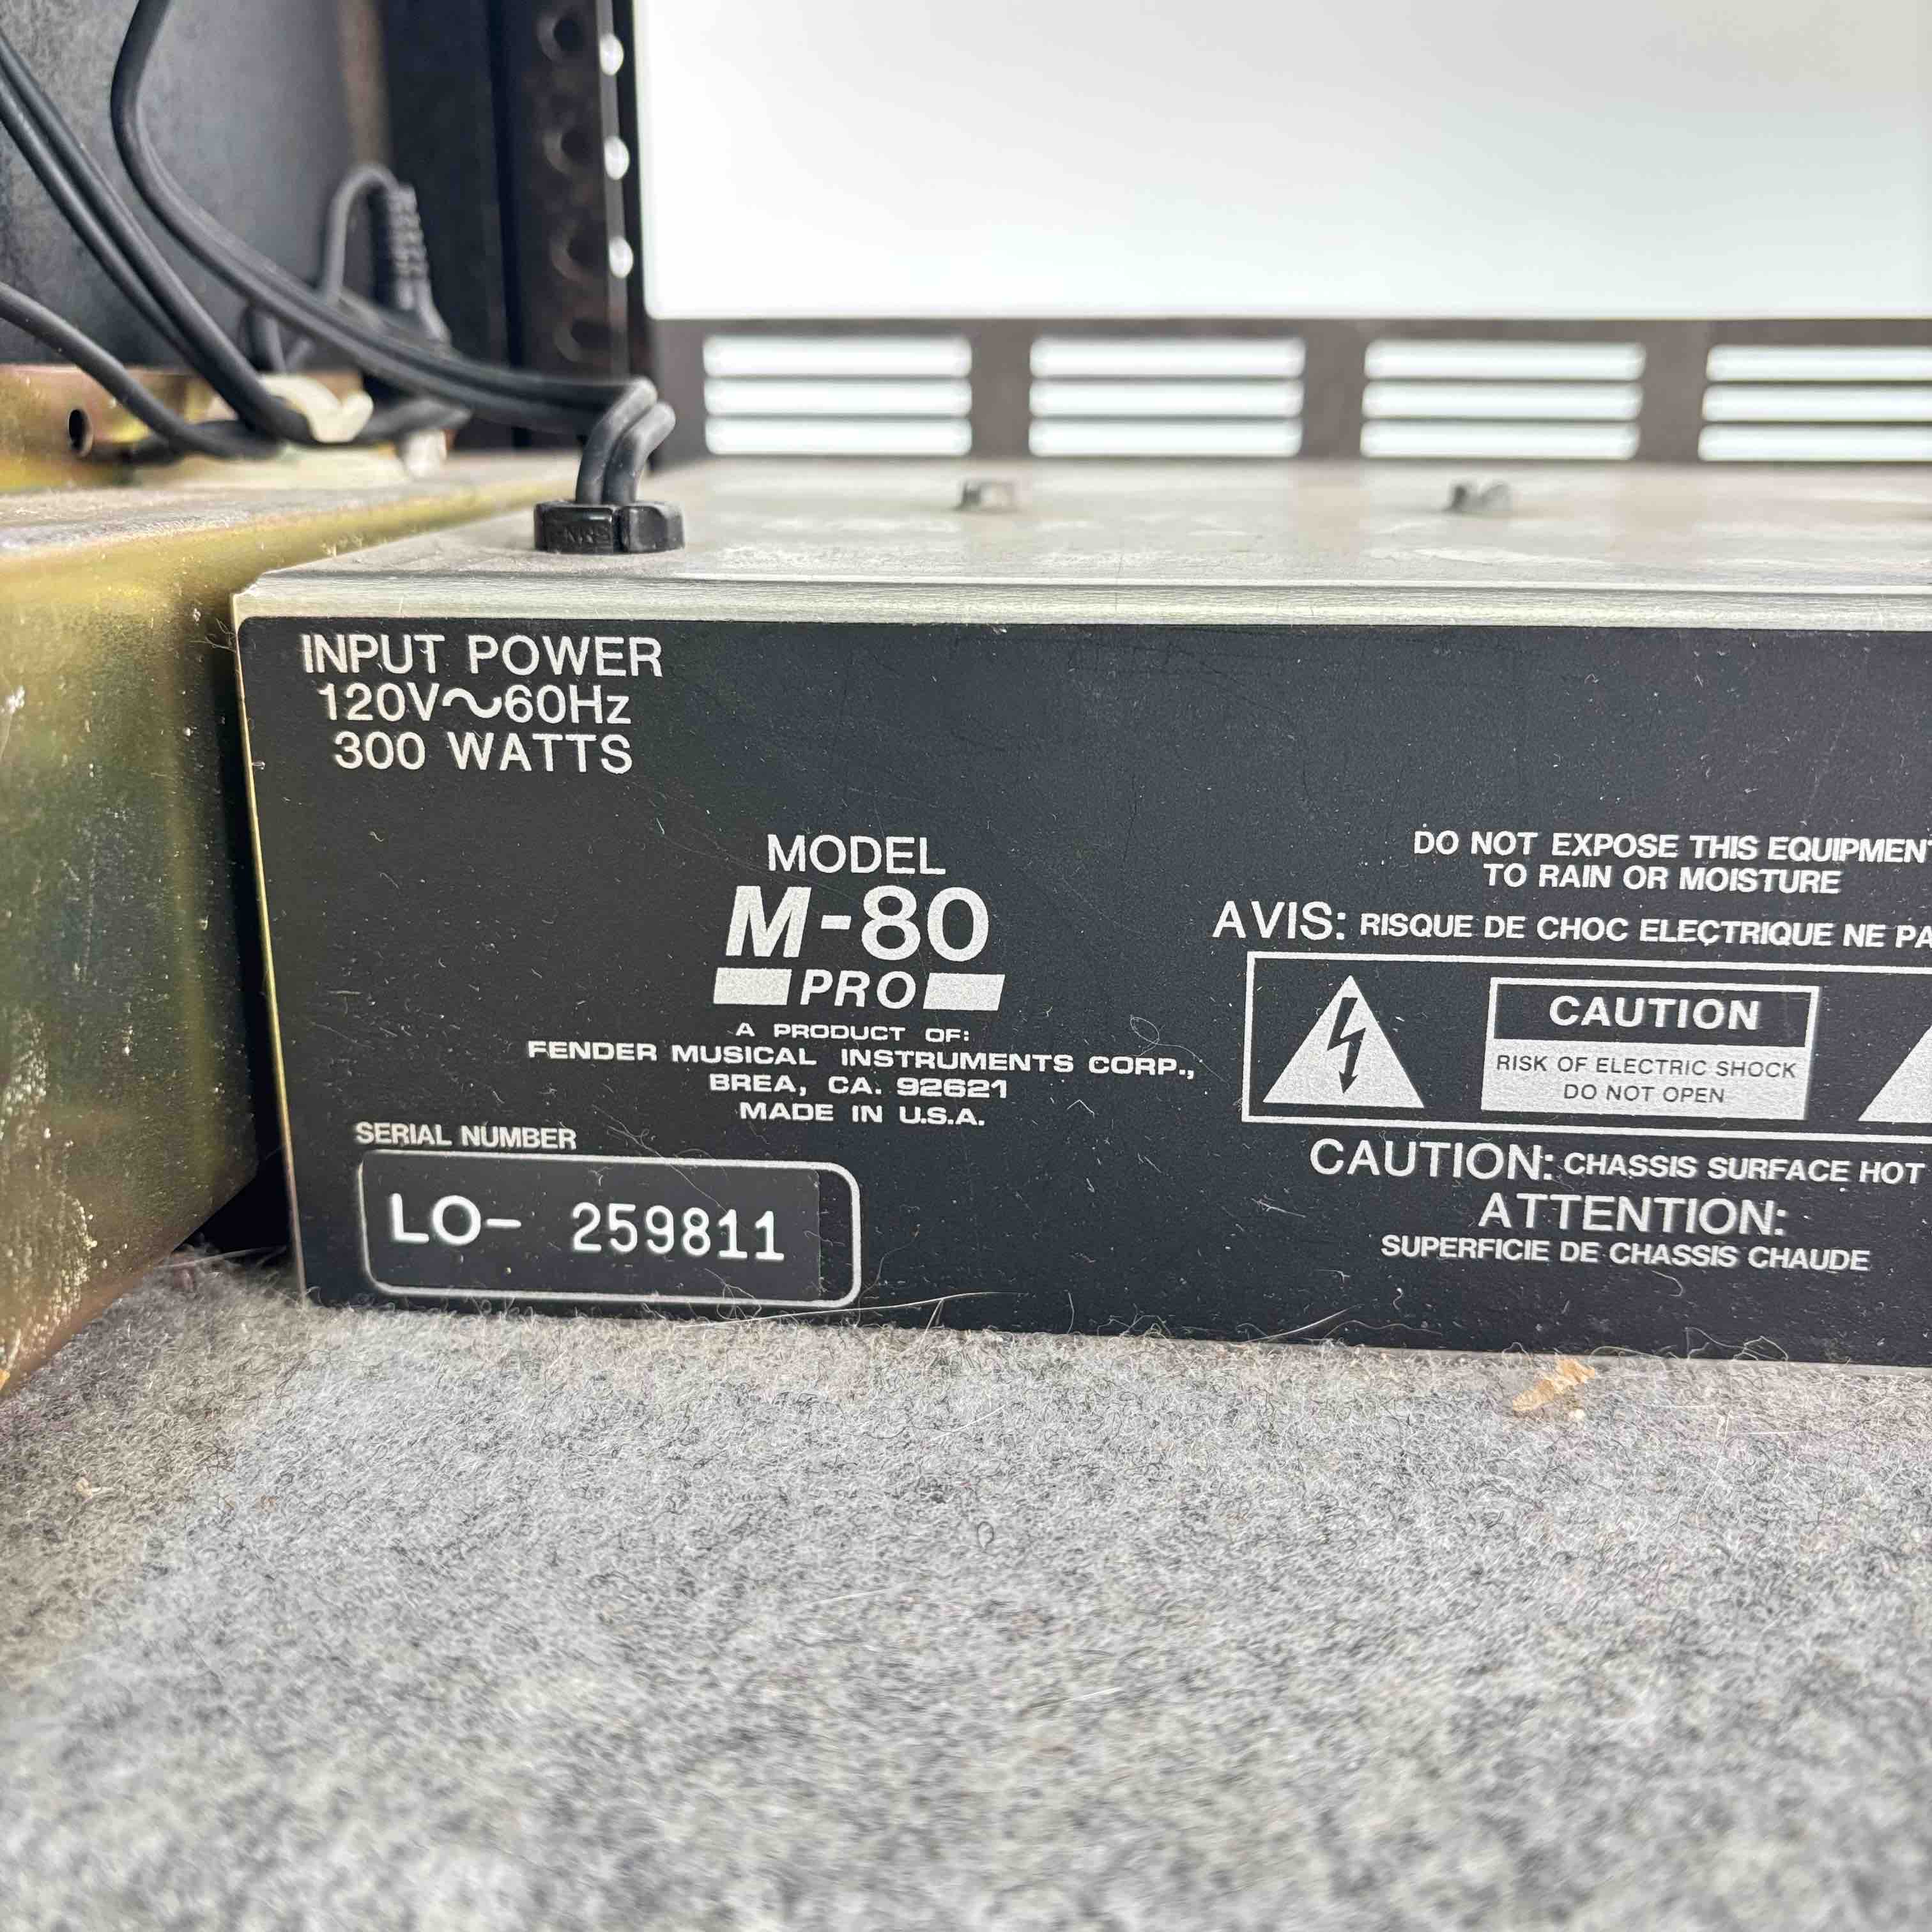 INPUT POWER
120V~60Hz
300 WATTS
MODEL
M-80
PRO
A PRODUCT OF:
FENDER MUSICAL INSTRUMENTS CORP.,
BREA, CA. 92621
MADE IN U.S.A.
SERIAL NUMBER
LO- 259811
DO NOT EXPOSE THIS EQUIPMENT
TO RAIN OR MOISTURE
AVIS: RISQUE DE CHOC ELECTRIQUE NE PA
CAUTION
RISK OF ELECTRIC SHOCK
DO NOT OPEN
CAUTION: CHASSIS SURFACE HOT
ATTENTION:
SUPERFICIE DE CHASSIS CHAUDE